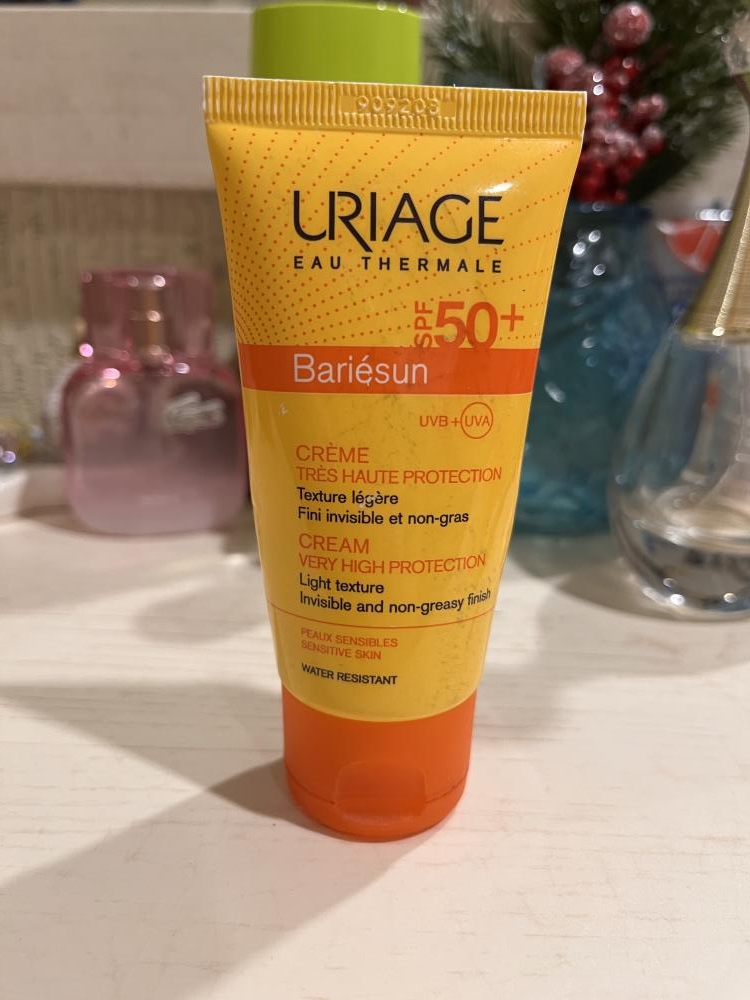 909203
URIAGE
EAU THERMALE
SPF 50+
Bariésun
UVB + UVA
CRÈME
TRÈS HAUTE PROTECTION
Texture légère
Fini invisible et non-gras
CREAM
VERY HIGH PROTECTION
Light texture
Invisible and non-greasy finish
PEAUX SENSIBLES
SENSITIVE SKIN
WATER RESISTANT